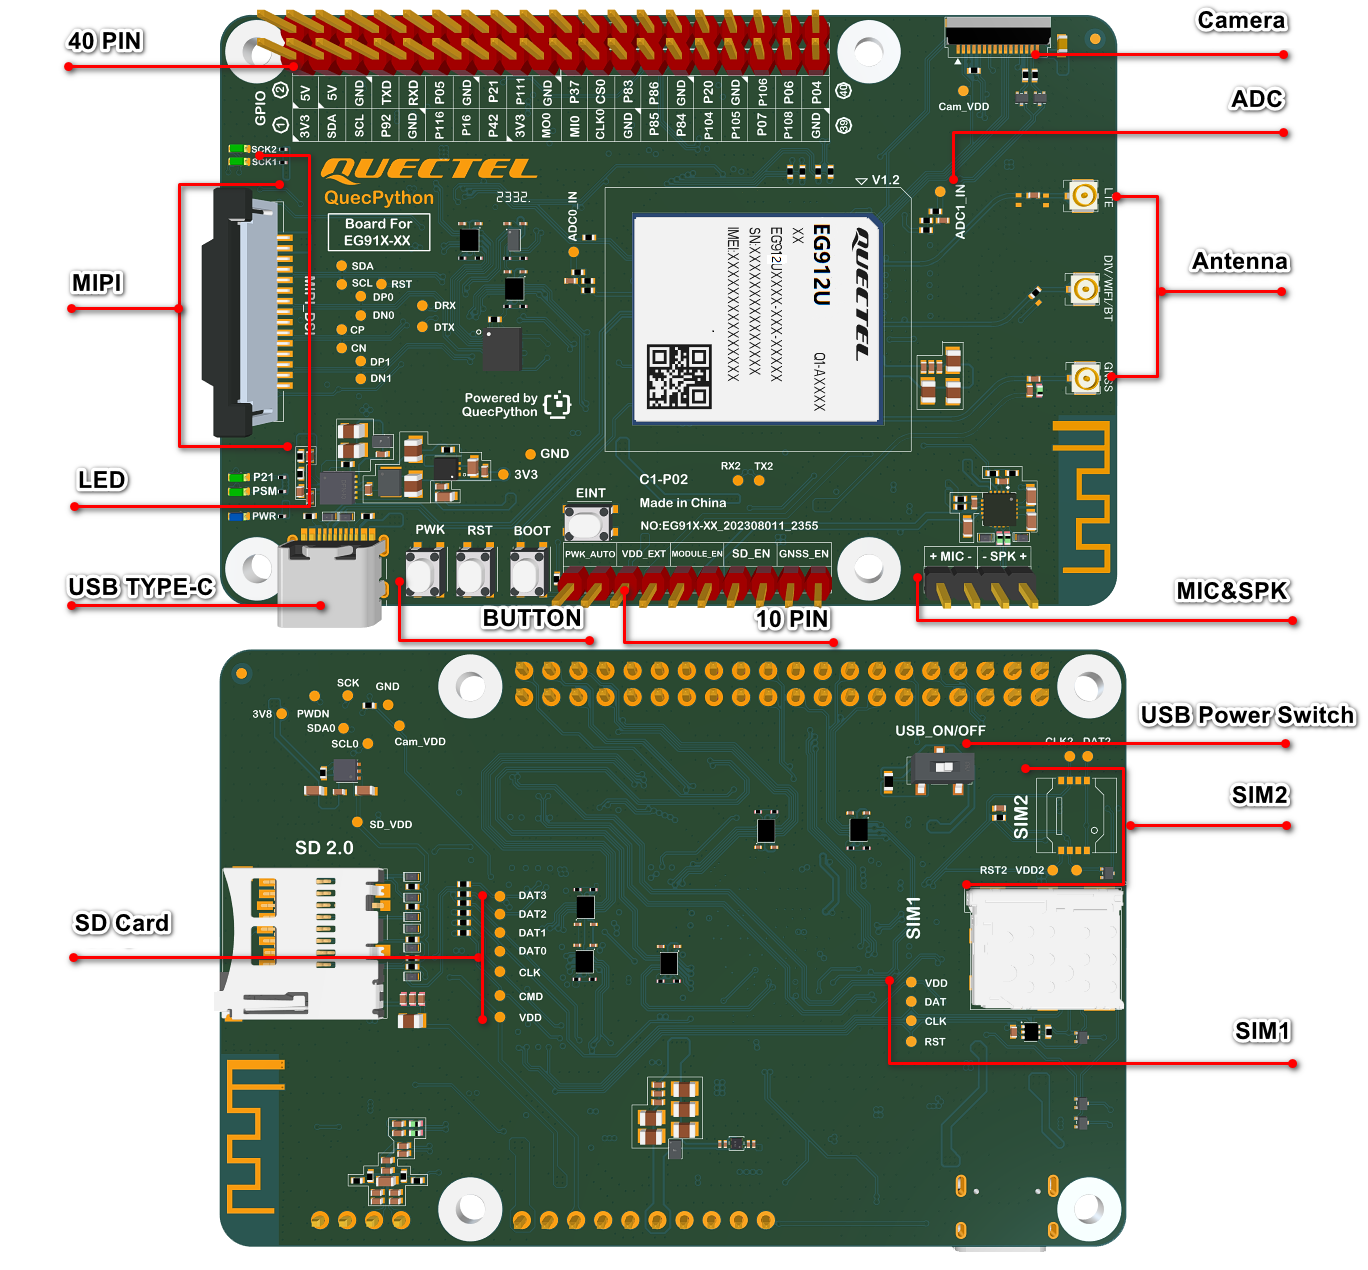 40 PIN
Camera
ADC
GPIO
2
5V 5V GND TXD RXD P05 GND P21 P111 GND P37 CS0 P83 P86 GND P20 GND P106 P06 P04
40
1
3V3 SDA SCL P92 GND P116 P16 P42 3V3 MO0 MI0 CLK0 GND P85 P84 P104 P105 P07 P108 GND
39
Cam_VDD
SCK2
SCK1
QUECTEL
QuecPython
2332.
Board For
EG91X-XX
ADC0_IN
V1.2
ADC1_IN
LTE
DIV/WIFI/BT
GNSS
Antenna
MIPI
MIPI_DSI
SDA
SCL
RST
DP0
DN0
CP
CN
DP1
DN1
DRX
DTX
QUECTEL
EG912U
Q1-AXXXX
XX
EG912UXXXX-XXX-XXXXX
SN:XXXXXXXXXXXXXXX
IMEI:XXXXXXXXXXXXXXX
Powered by
QuecPython
GND
3V3
RX2 TX2
C1-P02
Made in China
NO:EG91X-XX_202308011_2355
LED
P21
PSM
PWR
PWK
RST
BOOT
EINT
PWK_AUTO VDD_EXT MODULE_EN SD_EN GNSS_EN
+ MIC - - SPK +
USB TYPE-C
BUTTON
10 PIN
MIC&SPK
SCK
GND
3V8
PWDN
SDA0
SCL0
Cam_VDD
SD_VDD
SD 2.0
USB_ON/OFF
USB Power Switch
CLK2 DAT2
SIM2
SIM2
RST2 VDD2
SD Card
DAT3
DAT2
DAT1
DAT0
CLK
CMD
VDD
SIM1
VDD
DAT
CLK
RST
SIM1